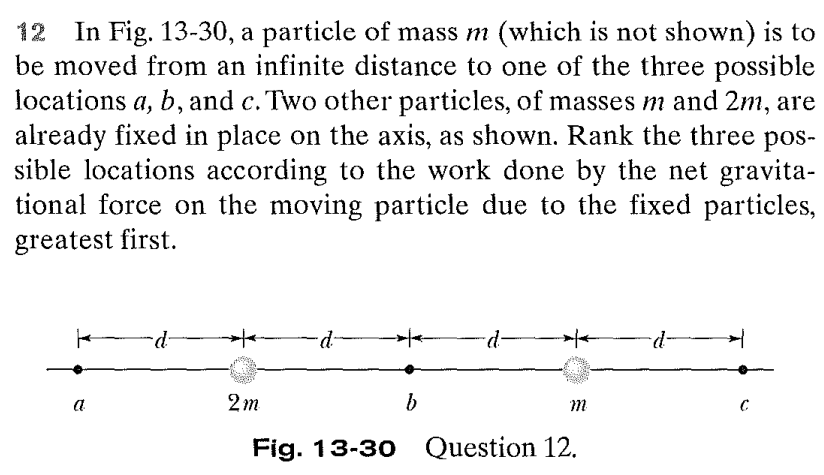 12 In Fig. 13-30, a particle of mass m (which is not shown) is to
be moved from an infinite distance to one of the three possible
locations a, b, and c. Two other particles, of masses m and 2m, are
already fixed in place on the axis, as shown. Rank the three pos-
sible locations according to the work done by the net gravita-
tional force on the moving particle due to the fixed particles,
greatest first.
d d d d
a 2m b m c
Fig. 13-30 Question 12.